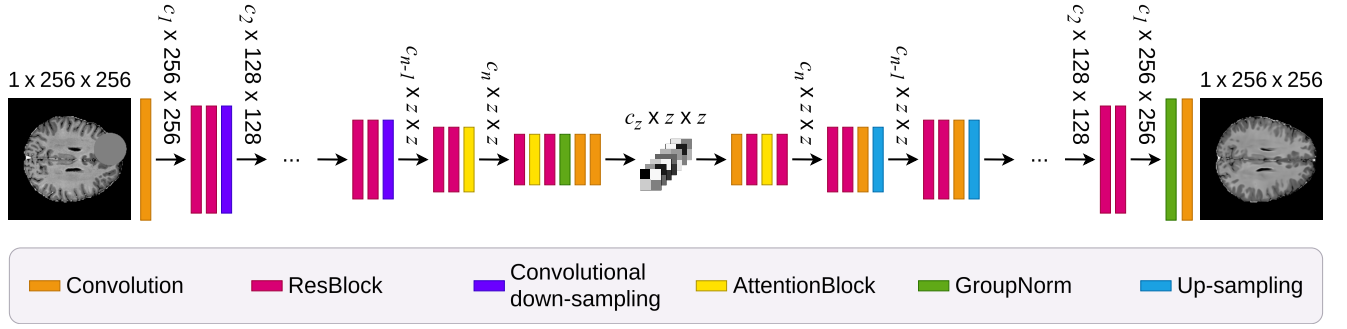 1 x 256 x 256
c1 x 256 x 256
c2 x 128 x 128
...
cn-1 x z x z
cn x z x z
cz x z x z
cn x z x z
cn-1 x z x z
...
c2 x 128 x 128
c1 x 256 x 256
1 x 256 x 256
Convolution
ResBlock
Convolutional
down-sampling
AttentionBlock
GroupNorm
Up-sampling